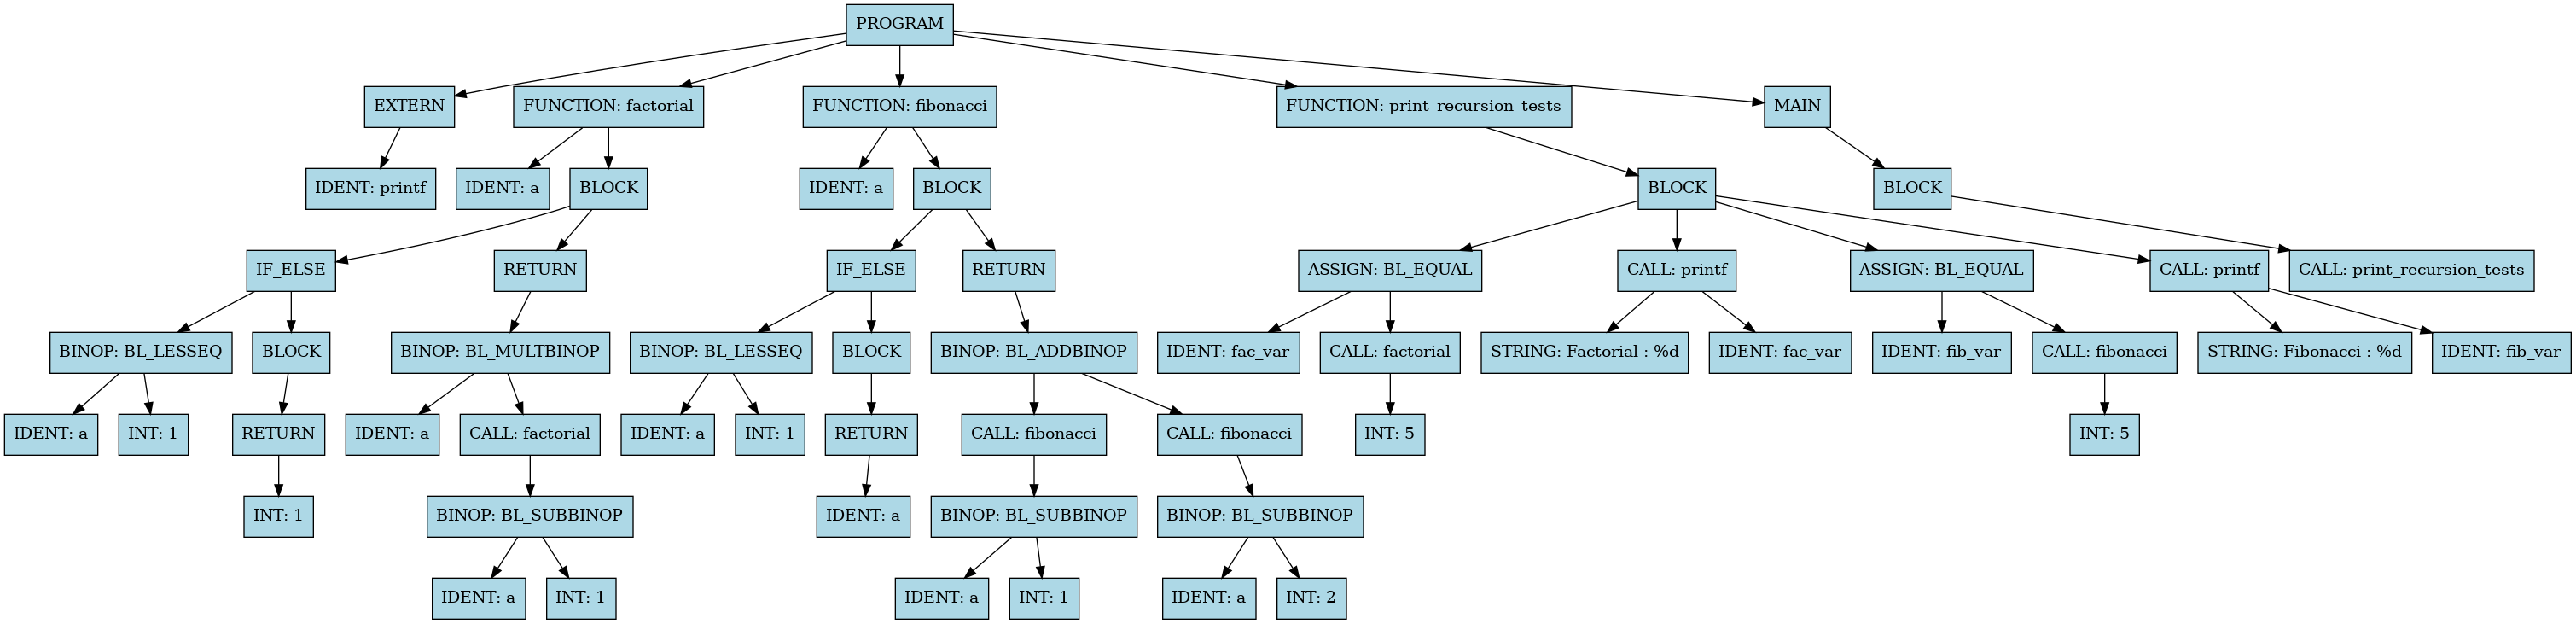 PROGRAM
EXTERN
FUNCTION: factorial
FUNCTION: fibonacci
FUNCTION: print_recursion_tests
MAIN
IDENT: printf
IDENT: a
BLOCK
IDENT: a
BLOCK
BLOCK
BLOCK
IF_ELSE
RETURN
IF_ELSE
RETURN
ASSIGN: BL_EQUAL
CALL: printf
ASSIGN: BL_EQUAL
CALL: printf
CALL: print_recursion_tests
BINOP: BL_LESSEQ
BLOCK
BINOP: BL_MULTBINOP
BINOP: BL_LESSEQ
BLOCK
BINOP: BL_ADDBINOP
IDENT: fac_var
CALL: factorial
STRING: Factorial : %d
IDENT: fac_var
IDENT: fib_var
CALL: fibonacci
STRING: Fibonacci : %d
IDENT: fib_var
IDENT: a
INT: 1
RETURN
IDENT: a
CALL: factorial
IDENT: a
INT: 1
RETURN
CALL: fibonacci
CALL: fibonacci
INT: 5
INT: 5
INT: 1
BINOP: BL_SUBBINOP
IDENT: a
BINOP: BL_SUBBINOP
BINOP: BL_SUBBINOP
IDENT: a
INT: 1
IDENT: a
INT: 1
IDENT: a
INT: 2